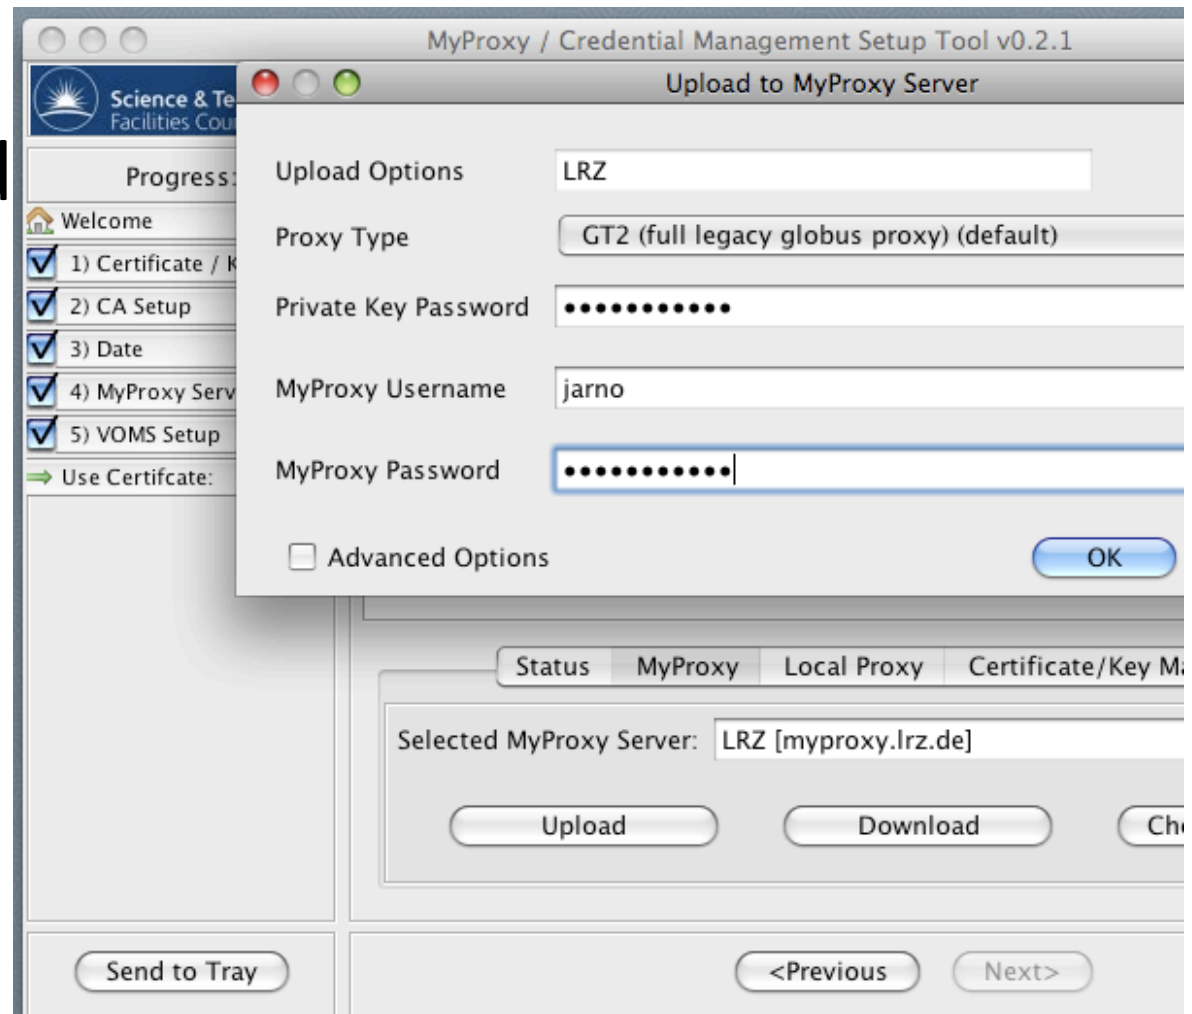 MyProxy / Credential Management Setup Tool v0.2.1
Upload to MyProxy Server
Science & Te
Facilities Cou
Progress:
Welcome
1) Certificate / K
2) CA Setup
3) Date
4) MyProxy Serv
5) VOMS Setup
Use Certifcate:
Upload Options LRZ
Proxy Type GT2 (full legacy globus proxy) (default)
Private Key Password •••••••••••
MyProxy Username jarno
MyProxy Password •••••••••••
Advanced Options OK
Status MyProxy Local Proxy Certificate/Key Ma
Selected MyProxy Server: LRZ [myproxy.lrz.de]
Upload Download Che
Send to Tray <Previous Next>